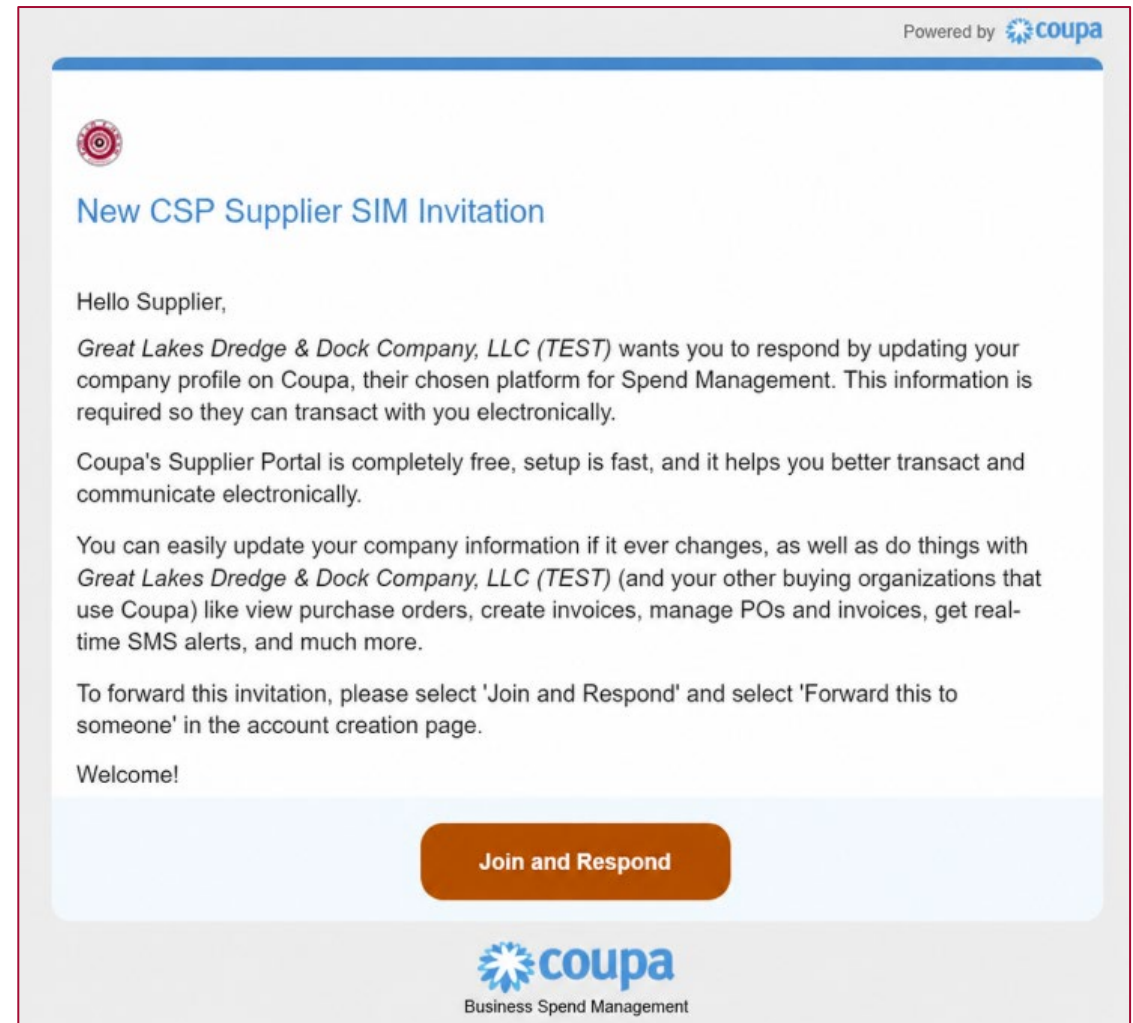 Powered by coupa
New CSP Supplier SIM Invitation
Hello Supplier,
Great Lakes Dredge & Dock Company, LLC (TEST) wants you to respond by updating your
company profile on Coupa, their chosen platform for Spend Management. This information is
required so they can transact with you electronically.
Coupa's Supplier Portal is completely free, setup is fast, and it helps you better transact and
communicate electronically.
You can easily update your company information if it ever changes, as well as do things with
Great Lakes Dredge & Dock Company, LLC (TEST) (and your other buying organizations that
use Coupa) like view purchase orders, create invoices, manage POs and invoices, get real-
time SMS alerts, and much more.
To forward this invitation, please select 'Join and Respond' and select 'Forward this to
someone' in the account creation page.
Welcome!
Join and Respond
coupa
Business Spend Management